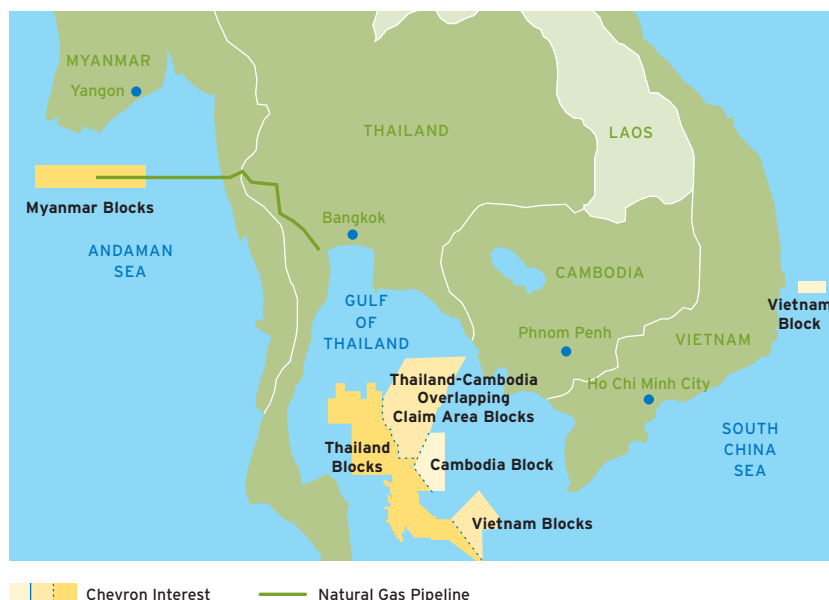 MYANMAR
Yangon
THAILAND
LAOS
Myanmar Blocks
Bangkok
ANDAMAN
SEA
CAMBODIA
GULF
OF
THAILAND
Vietnam
Block
Phnom Penh
VIETNAM
Thailand-Cambodia
Overlapping
Claim Area Blocks
Ho Chi Minh City
Thailand
Blocks
Cambodia Block
SOUTH
CHINA
SEA
Vietnam Blocks
Chevron Interest
Natural Gas Pipeline